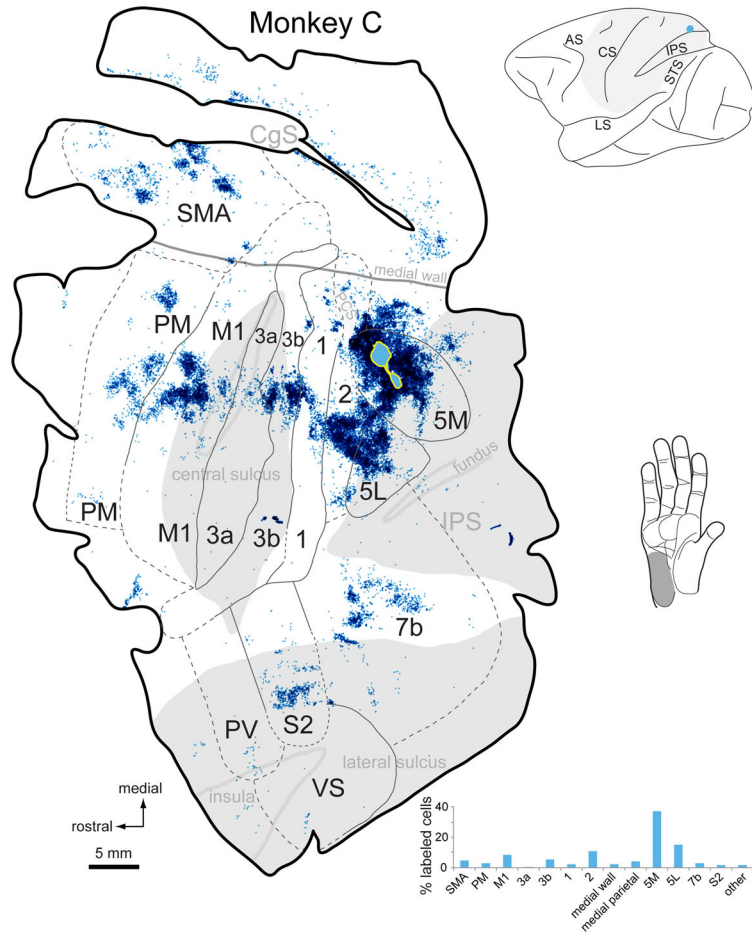 Monkey C
AS
CS
IPS
STS
LS
CgS
SMA
medial wall
PCS
PM
M1
3a
3b
1
2
5M
central sulcus
5L
fundus
IPS
PM
M1
3a
3b
1
7b
PV
S2
lateral sulcus
VS
insula
medial
rostral
5 mm
% labeled cells
40
20
0
SMA
PM
M1
3a
3b
1
2
medial wall
medial parietal
5M
5L
7b
S2
other